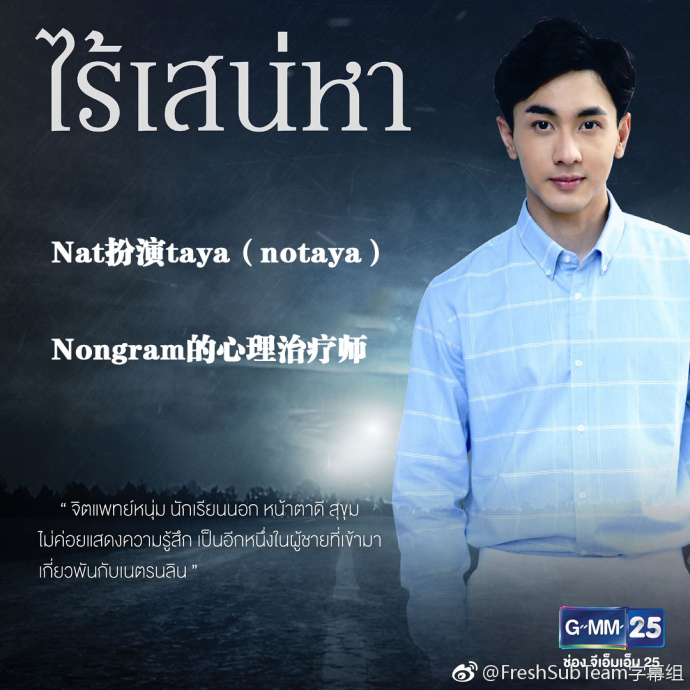 ไร้เสน่หา
Nat扮演taya（notaya）
Nongram的心理治疗师
“ จิตแพทย์หนุ่ม นักเรียนนอก หน้าตาดี สุขุม
ไม่ค่อยแสดงความรู้สึก เป็นอีกหนึ่งในผู้ชายที่เข้ามา
เกี่ยวพันกับเนตรนลิน ”
G-MM- 25
ช่อง จีเอ็มเอ็ม 25
@FreshSubTeam字幕组